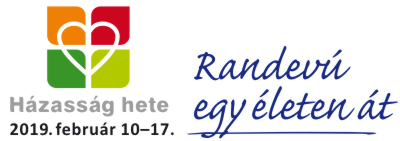 Házasság hete
2019. február 10–17.
Randevú
egy életen át